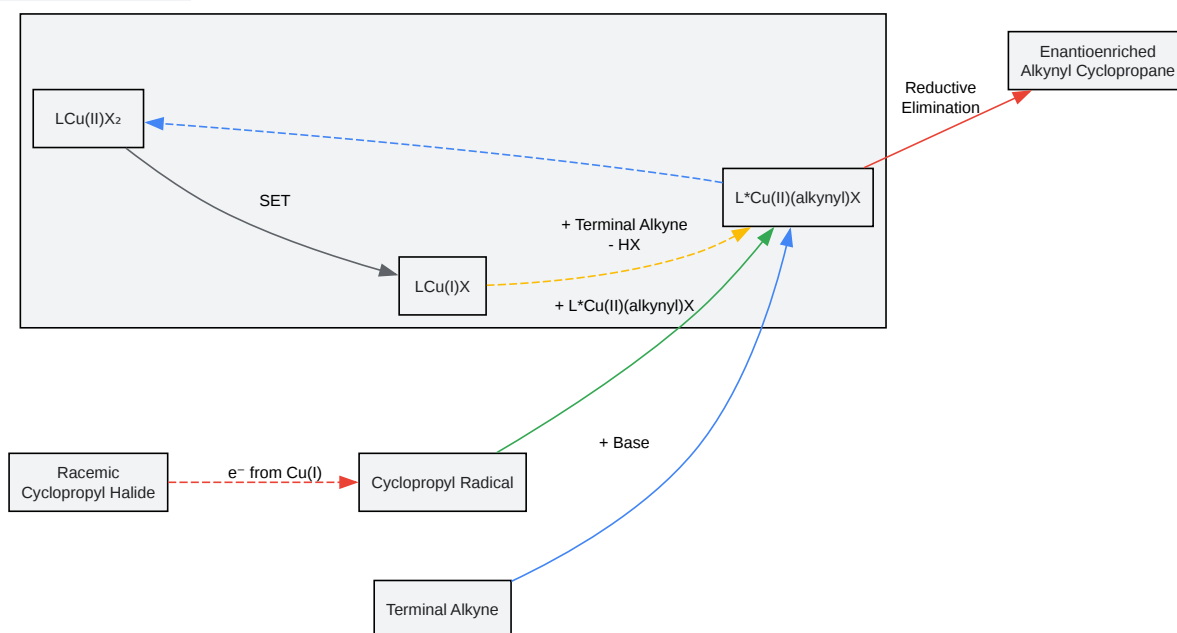 Enantioenriched
Alkynyl Cyclopropane
Reductive
Elimination
LCu(II)X₂
L*Cu(II)(alkynyl)X
SET
+ Terminal Alkyne
- HX
LCu(I)X
+ L*Cu(II)(alkynyl)X
+ Base
Racemic
Cyclopropyl Halide
e⁻ from Cu(I)
Cyclopropyl Radical
Terminal Alkyne